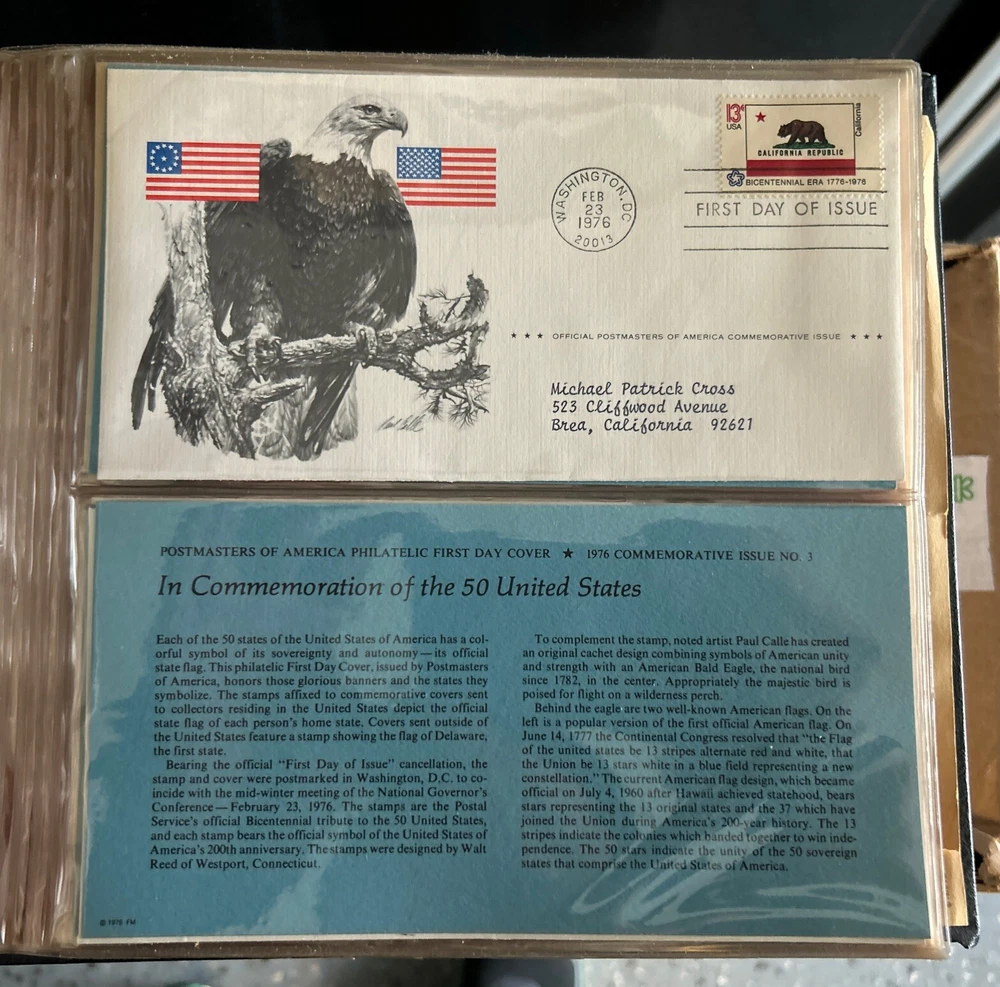 13c
USA
California
CALIFORNIA REPUBLIC
BICENTENNIAL ERA 1776-1976
WASHINGTON, DC
FEB
23
1976
20013
FIRST DAY OF ISSUE
★ ★ ★ OFFICIAL POSTMASTERS OF AMERICA COMMEMORATIVE ISSUE ★ ★ ★
Michael Patrick Cross
523 Cliffwood Avenue
Brea, California 92621
POSTMASTERS OF AMERICA PHILATELIC FIRST DAY COVER ★ 1976 COMMEMORATIVE ISSUE NO. 3
In Commemoration of the 50 United States
Each of the 50 states of the United States of America has a col-
orful symbol of its sovereignty and autonomy—its official
state flag. This philatelic First Day Cover, issued by Postmasters
of America, honors those glorious banners and the states they
symbolize. The stamps affixed to commemorative covers sent
to collectors residing in the United States depict the official
state flag of each person's home state. Covers sent outside of
the United States feature a stamp showing the flag of Delaware,
the first state.
Bearing the official "First Day of Issue" cancellation, the
stamp and cover were postmarked in Washington, D.C. to co-
incide with the mid-winter meeting of the National Governor's
Conference—February 23, 1976. The stamps are the Postal
Service's official Bicentennial tribute to the 50 United States,
and each stamp bears the official symbol of the United States of
America's 200th anniversary. The stamps were designed by Walt
Reed of Westport, Connecticut.
To complement the stamp, noted artist Paul Calle has created
an original cachet design combining symbols of American unity
and strength with an American Bald Eagle, the national bird
since 1782, in the center. Appropriately the majestic bird is
poised for flight on a wilderness perch.
Behind the eagle are two well-known American flags. On the
left is a popular version of the first official American flag. On
June 14, 1777 the Continental Congress resolved that "the Flag
of the united states be 13 stripes alternate red and white, that
the Union be 13 stars white in a blue field representing a new
constellation." The current American flag design, which became
official on July 4, 1960 after Hawaii achieved statehood, bears
stars representing the 13 original states and the 37 which have
joined the Union during America's 200-year history. The 13
stripes indicate the colonies which banded together to win inde-
pendence. The 50 stars indicate the unity of the 50 sovereign
states that comprise the United States of America.
© 1976 FM